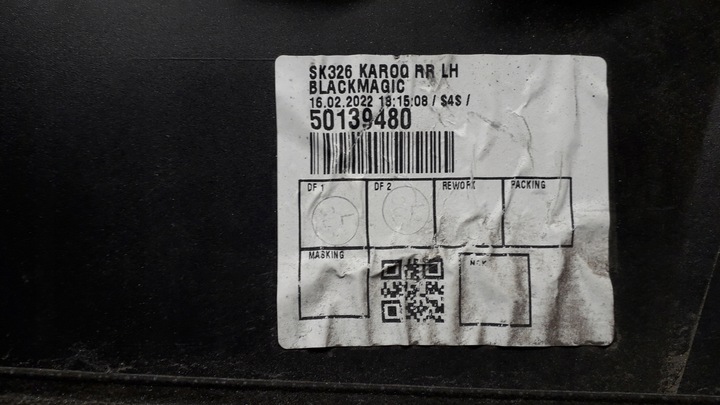 SK326 KAROQ RR LH
BLACKMAGIC
16.02.2022 13:15:08 / $4$ /
50139480
DF 1 DF 2 REWORK PACKING
MASKING